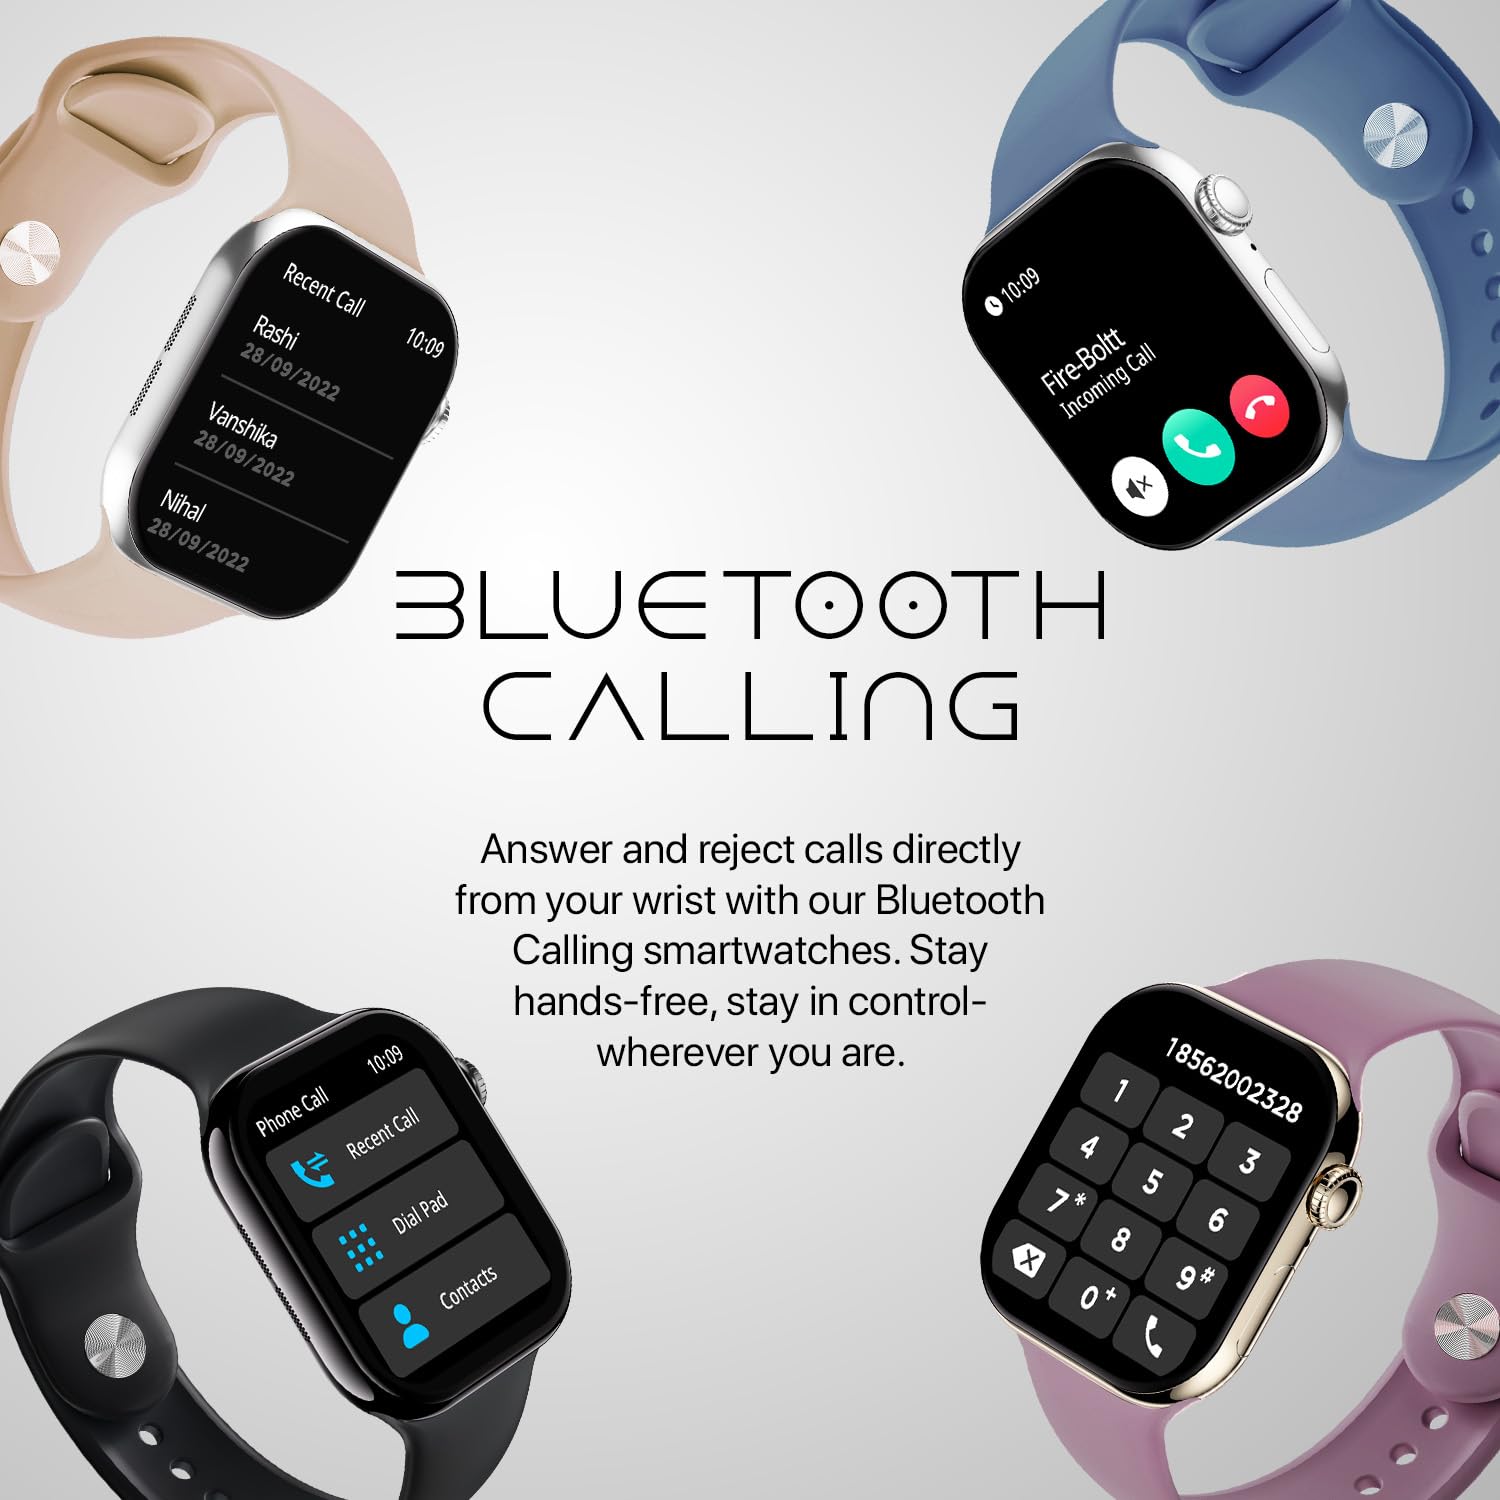 Recent Call
10:09
Rashi
28/09/2022
Vanshika
28/09/2022
Nihal
28/09/2022
10:09
Fire-Boltt
Incoming Call
BLUETOOTH
CALLING
Answer and reject calls directly
from your wrist with our Bluetooth
Calling smartwatches. Stay
hands-free, stay in control-
wherever you are.
Phone Call
10:09
Recent Call
Dial Pad
Contacts
18562002328
1 2 3
4 5 6
7* 8 9#
0+